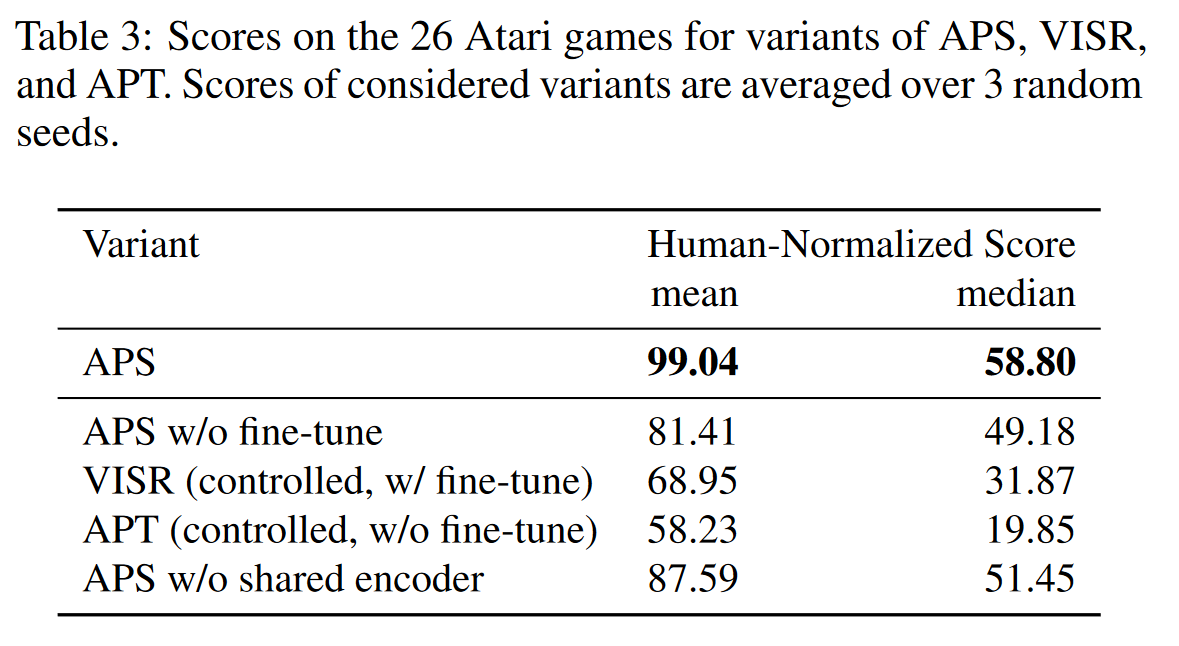 Table 3: Scores on the 26 Atari games for variants of APS, VISR,
and APT. Scores of considered variants are averaged over 3 random
seeds.
Variant Human-Normalized Score
mean median
APS 99.04 58.80
APS w/o fine-tune 81.41 49.18
VISR (controlled, w/ fine-tune) 68.95 31.87
APT (controlled, w/o fine-tune) 58.23 19.85
APS w/o shared encoder 87.59 51.45